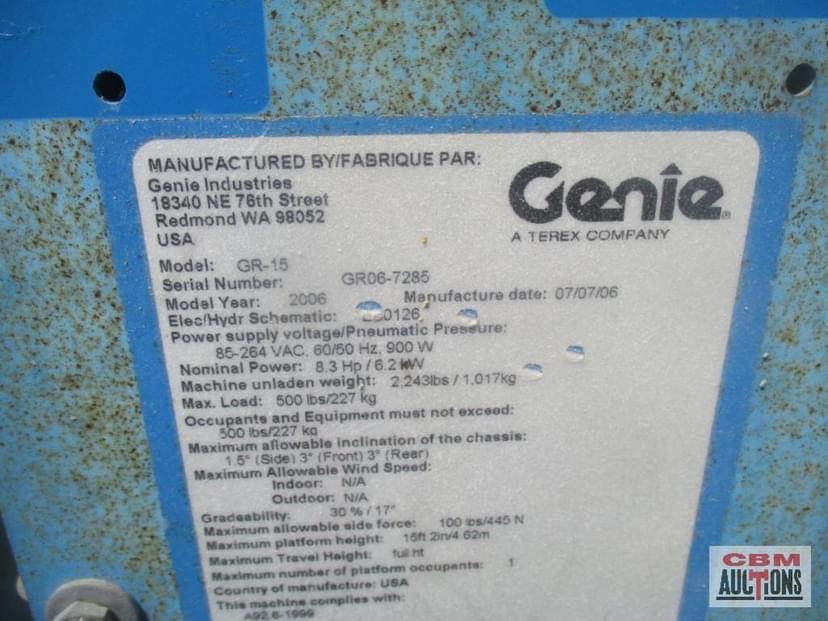 MANUFACTURED BY/FABRIQUE PAR:
Genie Industries
18340 NE 76th Street
Redmond WA 98052
USA
Genie
A TEREX COMPANY
Model: GR-15
Serial Number: GR06-7285
Model Year: 2006 Manufacture date: 07/07/06
Elec/Hydr Schematic:
Power supply voltage/Pneumatic Pressure:
85-264 VAC, 60/50 Hz, 900 W
Nominal Power: 8.3 Hp / 6.2 kW
Machine unladen weight: 2,243lbs / 1,017kg
Max. Load: 500 lbs/227 kg
Occupants and Equipment must not exceed:
500 lbs/227 kg
Maximum allowable inclination of the chassis:
1.5° (Side) 3° (Front) 3° (Rear)
Maximum Allowable Wind Speed:
Indoor: N/A
Outdoor: N/A
Gradeability: 30 % / 17°
Maximum allowable side force: 100 lbs/445 N
Maximum platform height: 15ft 2in/4.62m
Maximum Travel Height: full ht
Maximum number of platform occupants: 1
Country of manufacture: USA
This machine complies with:
A92.6-1999
CBM
AUCTIONS